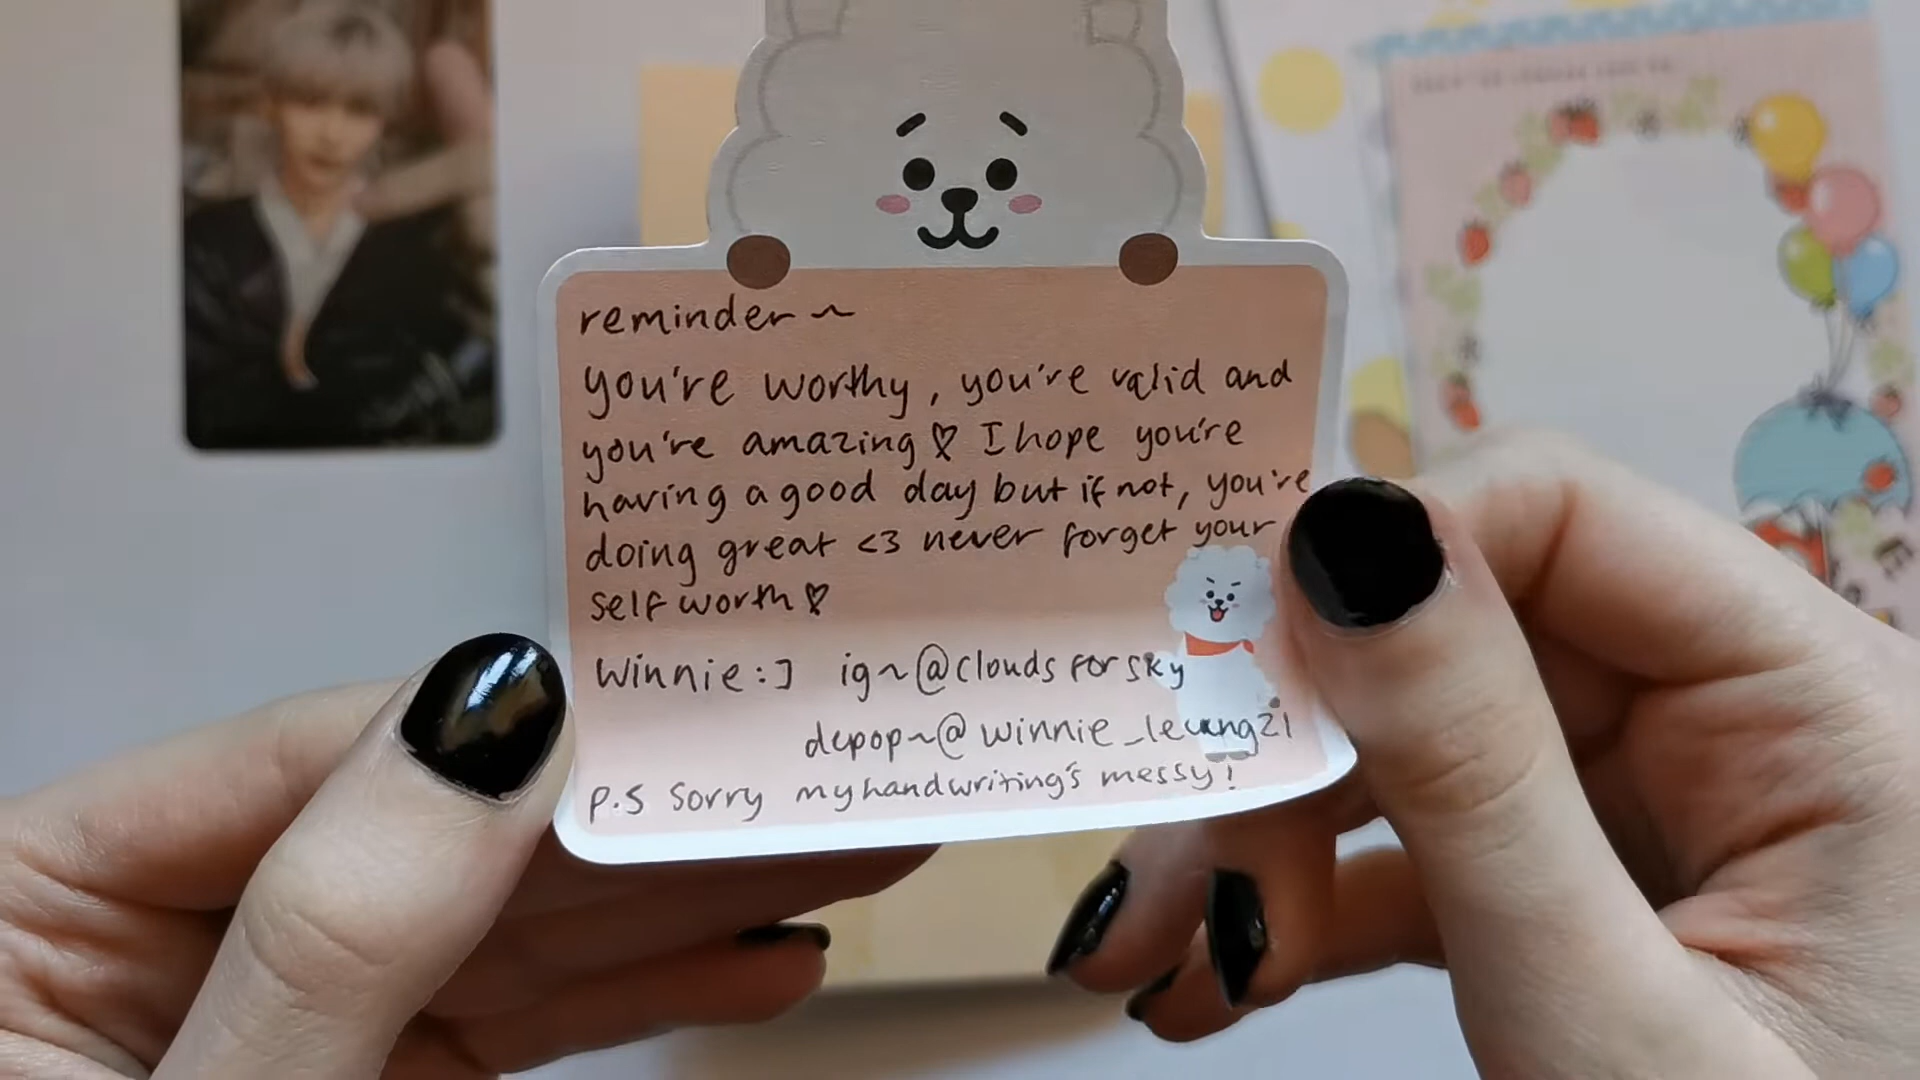 reminder ~
you're worthy, you're valid and
you're amazing ♡ I hope you're
having a good day but if not, you're
doing great <3 never forget your
self worth ♡
Winnie :] ig~@cloudsforsky
depop~@winnie_leung21
P.S Sorry my handwriting's messy!